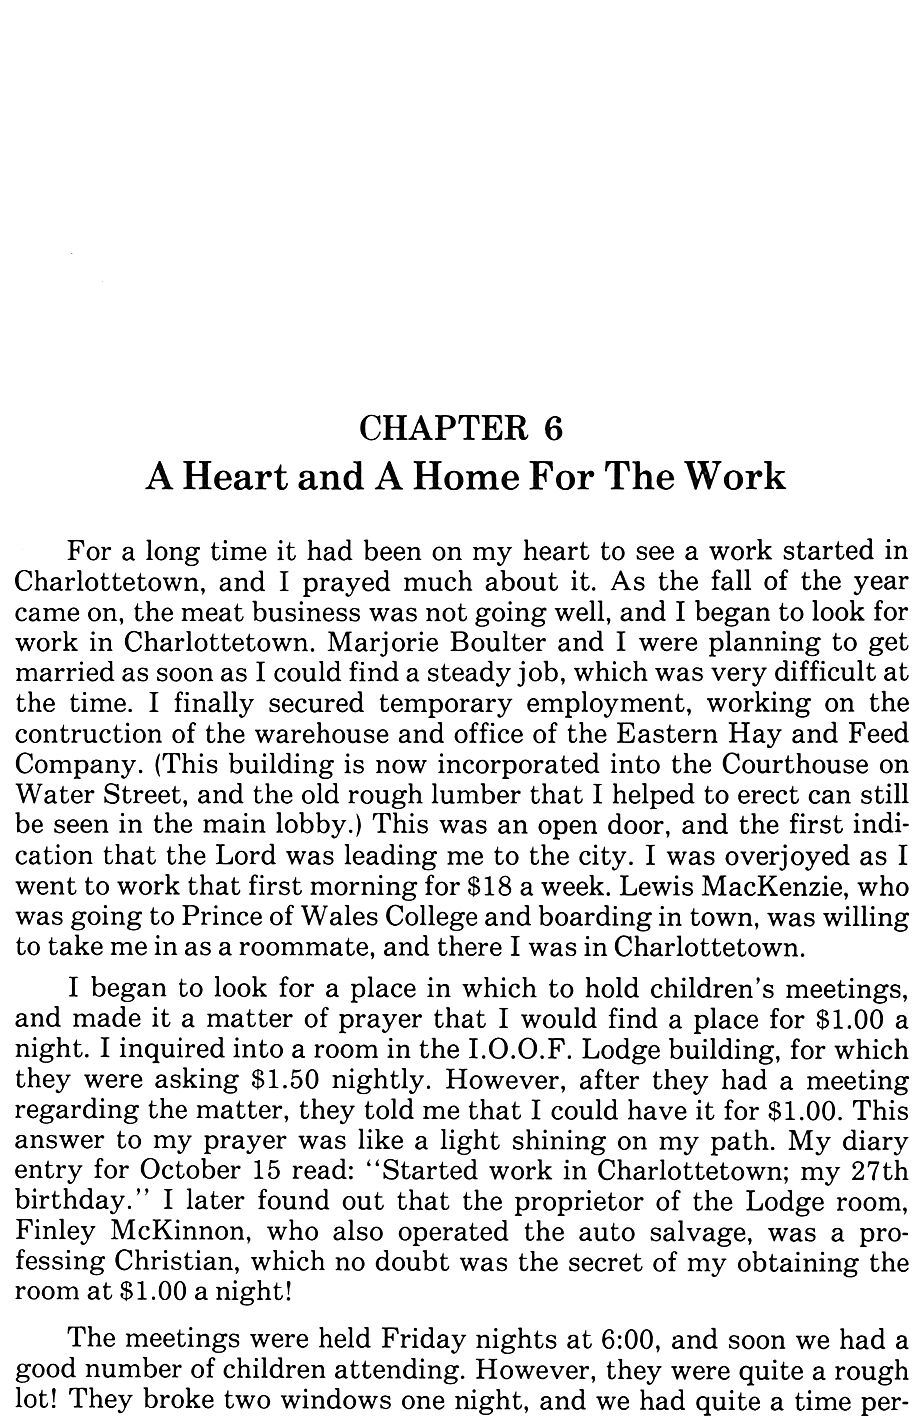 CHAPTER 6
A Heart and A Home For The Work
For a long time it had been on my heart to see a work started in
Charlottetown, and I prayed much about it. As the fall of the year
came on, the meat business was not going well, and I began to look for
work in Charlottetown. Marjorie Boulter and I were planning to get
married as soon as I could find a steady job, which was very difficult at
the time. I finally secured temporary employment, working on the
contruction of the warehouse and office of the Eastern Hay and Feed
Company. (This building is now incorporated into the Courthouse on
Water Street, and the old rough lumber that I helped to erect can still
be seen in the main lobby.) This was an open door, and the first indi-
cation that the Lord was leading me to the city. I was overjoyed as I
went to work that first morning for $18 a week. Lewis MacKenzie, who
was going to Prince of Wales College and boarding in town, was willing
to take me in as a roommate, and there I was in Charlottetown.
I began to look for a place in which to hold children's meetings,
and made it a matter of prayer that I would find a place for $1.00 a
night. I inquired into a room in the I.O.O.F. Lodge building, for which
they were asking $1.50 nightly. However, after they had a meeting
regarding the matter, they told me that I could have it for $1.00. This
answer to my prayer was like a light shining on my path. My diary
entry for October 15 read: ''Started work in Charlottetown; my 27th
birthday.'' I later found out that the proprietor of the Lodge room,
Finley McKinnon, who also operated the auto salvage, was a pro-
fessing Christian, which no doubt was the secret of my obtaining the
room at $1.00 a night!
The meetings were held Friday nights at 6:00, and soon we had a
good number of children attending. However, they were quite a rough
lot! They broke two windows one night, and we had quite a time per-